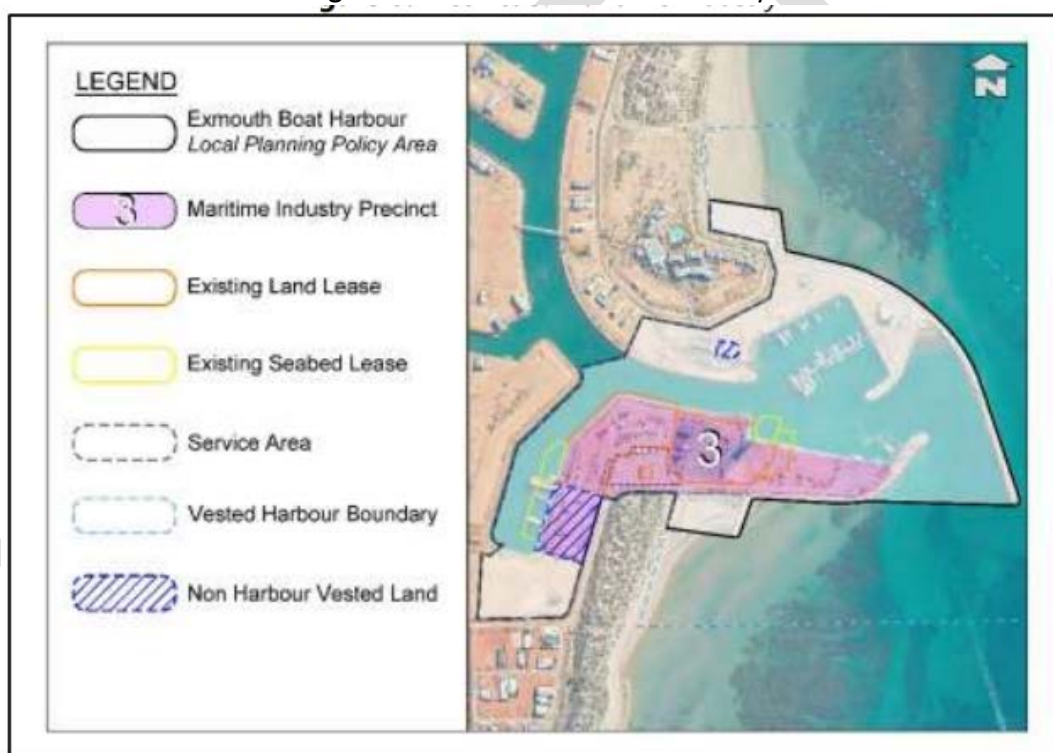 LEGEND
Exmouth Boat Harbour
Local Planning Policy Area
3
Maritime Industry Precinct
Existing Land Lease
Existing Seabed Lease
Service Area
Vested Harbour Boundary
Non Harbour Vested Land
N
3